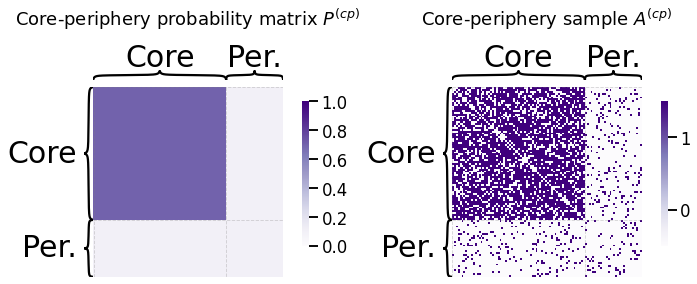 Core-periphery probability matrix P^(cp)
Core Per.
Core
Per.
1.0
0.8
0.6
0.4
0.2
0.0
Core-periphery sample A^(cp)
Core Per.
Core
Per.
1
0